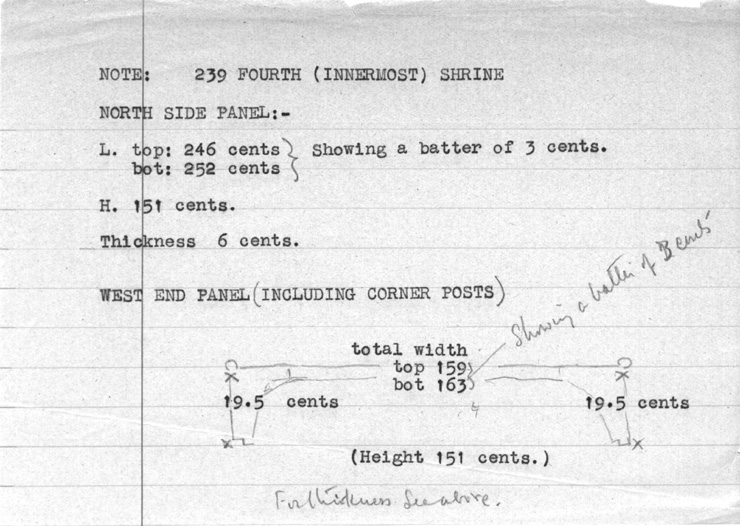 NOTE: 239 FOURTH (INNERMOST) SHRINE
NORTH SIDE PANEL:-
L. top: 246 cents } Showing a batter of 3 cents.
bot: 252 cents
H. 151 cents.
Thickness 6 cents.
WEST END PANEL (INCLUDING CORNER POSTS)
Showing a batter of 3 cents
total width
top 159
bot 163
4
19.5 cents 19.5 cents
(Height 151 cents.)
For thickness see above.